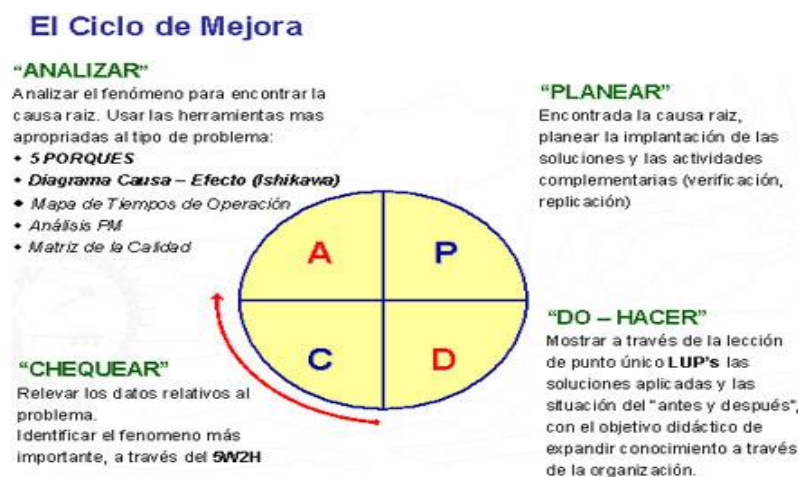 El Ciclo de Mejora
“ANALIZAR”
Analizar el fenómeno para encontrar la
causa raiz. Usar las herramientas mas
apropiadas al tipo de problema:
• 5 PORQUES
• Diagrama Causa – Efecto (Ishikawa)
• Mapa de Tiempos de Operación
• Análisis PM
• Matriz de la Calidad
“PLANEAR”
Encontrada la causa raiz,
planear la implantación de las
soluciones y las actividades
complementarias (verificación,
replicación)
A
P
C
D
“CHEQUEAR”
Relevar los datos relativos al
problema.
Identificar el fenomeno más
importante, a través del 5W2H
“DO – HACER”
Mostrar a través de la lección
de punto único LUP's las
soluciones aplicadas y las
situación del "antes y después",
con el objetivo didáctico de
expandir conocimiento a través
de la organización.